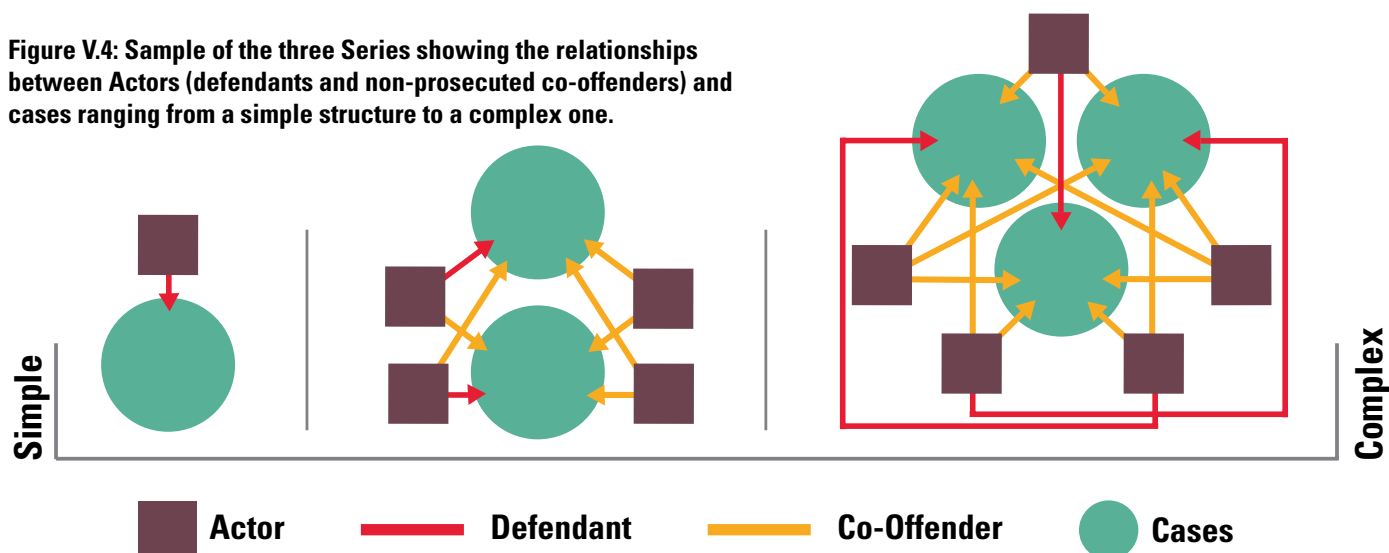 Figure V.4: Sample of the three Series showing the relationships
between Actors (defendants and non-prosecuted co-offenders) and
cases ranging from a simple structure to a complex one.
Simple
Complex
Actor
Defendant
Co-Offender
Cases